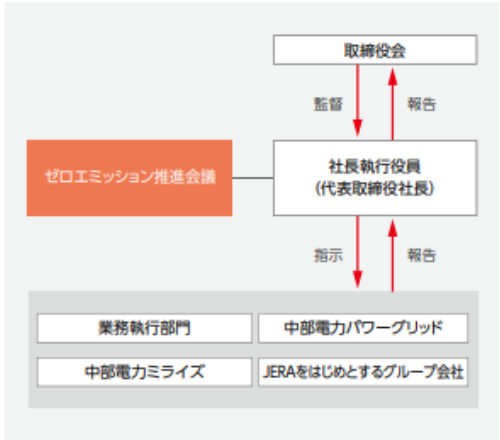 取締役会
監督
報告
ゼロエミッション推進会議
社長執行役員
(代表取締役社長)
指示
報告
業務執行部門
中部電力パワーグリッド
中部電力ミライズ
JERAをはじめとするグループ会社